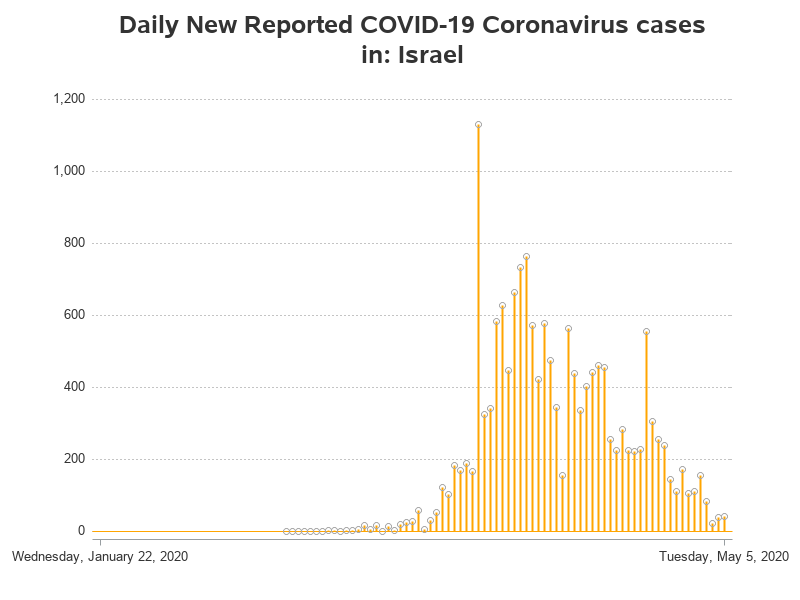 Daily New Reported COVID-19 Coronavirus cases
in: Israel
1,200
1,000
800
600
400
200
0
Wednesday, January 22, 2020
Tuesday, May 5, 2020